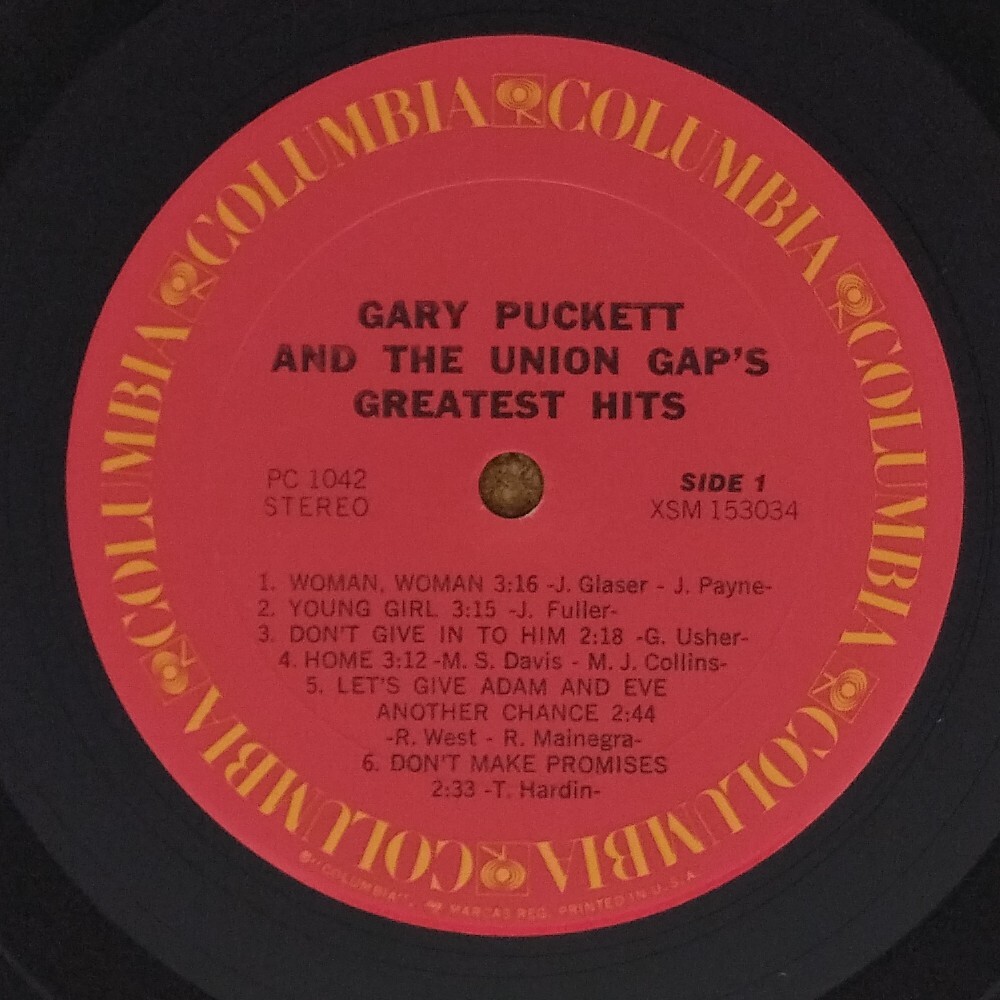 COLUMBIA COLUMBIA COLUMBIA COLUMBIA COLUMBIA COLUMBIA
GARY PUCKETT
AND THE UNION GAP'S
GREATEST HITS
PC 1042
STEREO
SIDE 1
XSM 153034
1. WOMAN, WOMAN 3:16 -J. Glaser - J. Payne-
2. YOUNG GIRL 3:15 -J. Fuller-
3. DON'T GIVE IN TO HIM 2:18 -G. Usher-
4. HOME 3:12 -M. S. Davis - M. J. Collins-
5. LET'S GIVE ADAM AND EVE
ANOTHER CHANCE 2:44
-R. West - R. Mainegra-
6. DON'T MAKE PROMISES
2:33 -T. Hardin-
® "COLUMBIA", MARCAS REG. PRINTED IN U.S.A.